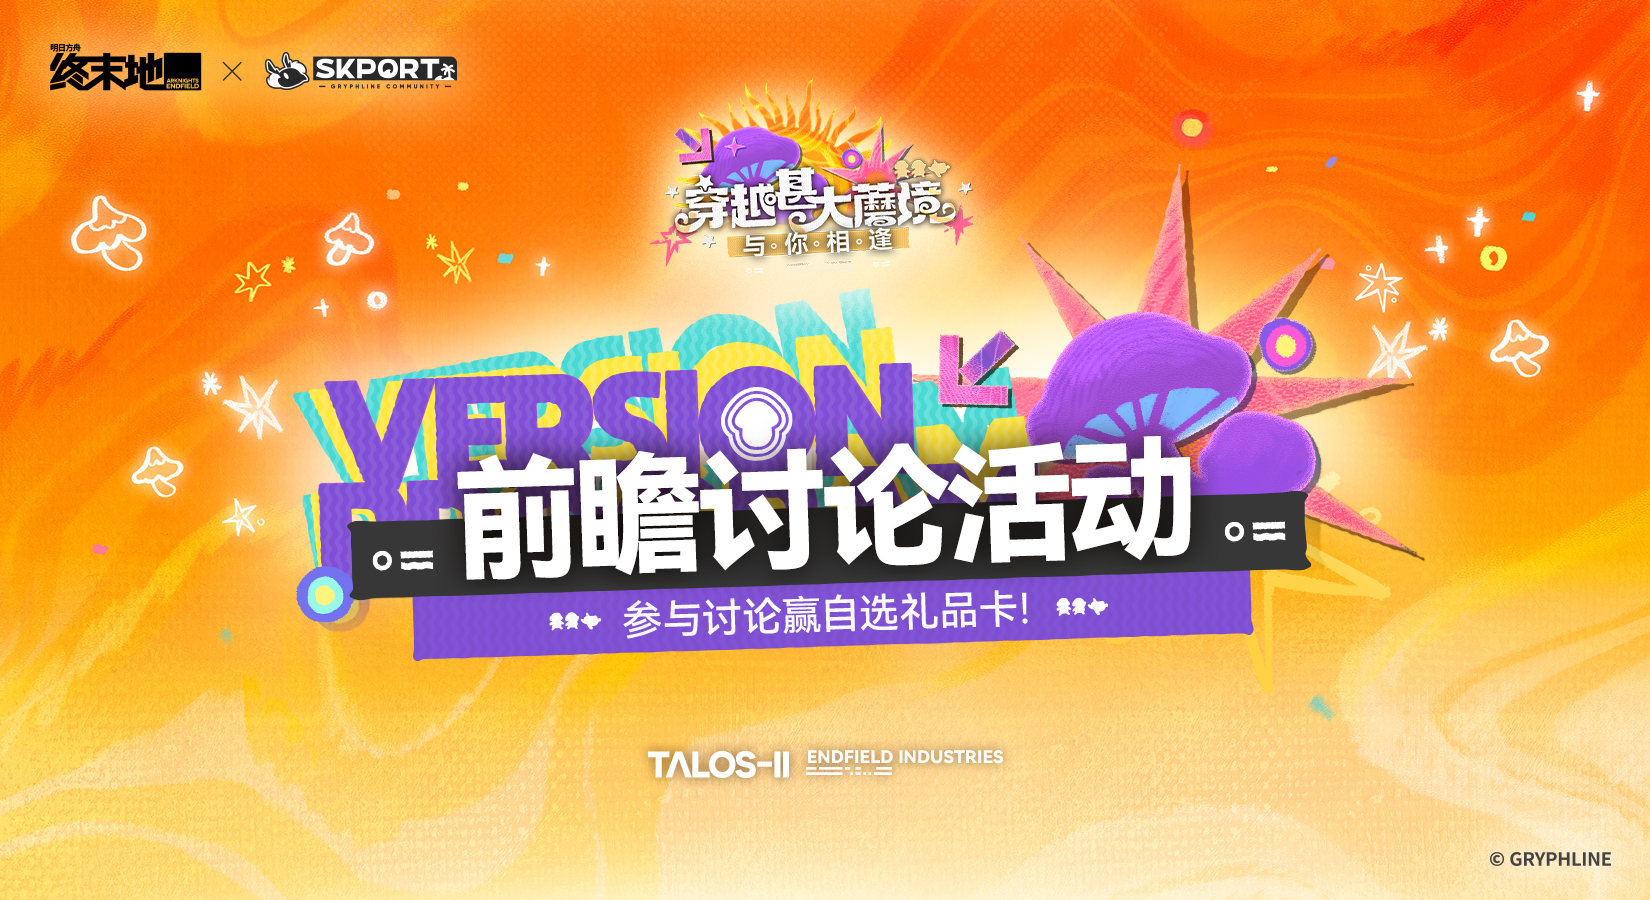 明日方舟
终末地
ARKNIGHTS
ENDFIELD
SKPORT
GRYPHLINE COMMUNITY
穿越甚大蘑境
与你相逢
VERSION
前瞻讨论活动
参与讨论赢自选礼品卡!
TALOS-II
ENDFIELD INDUSTRIES
© GRYPHLINE